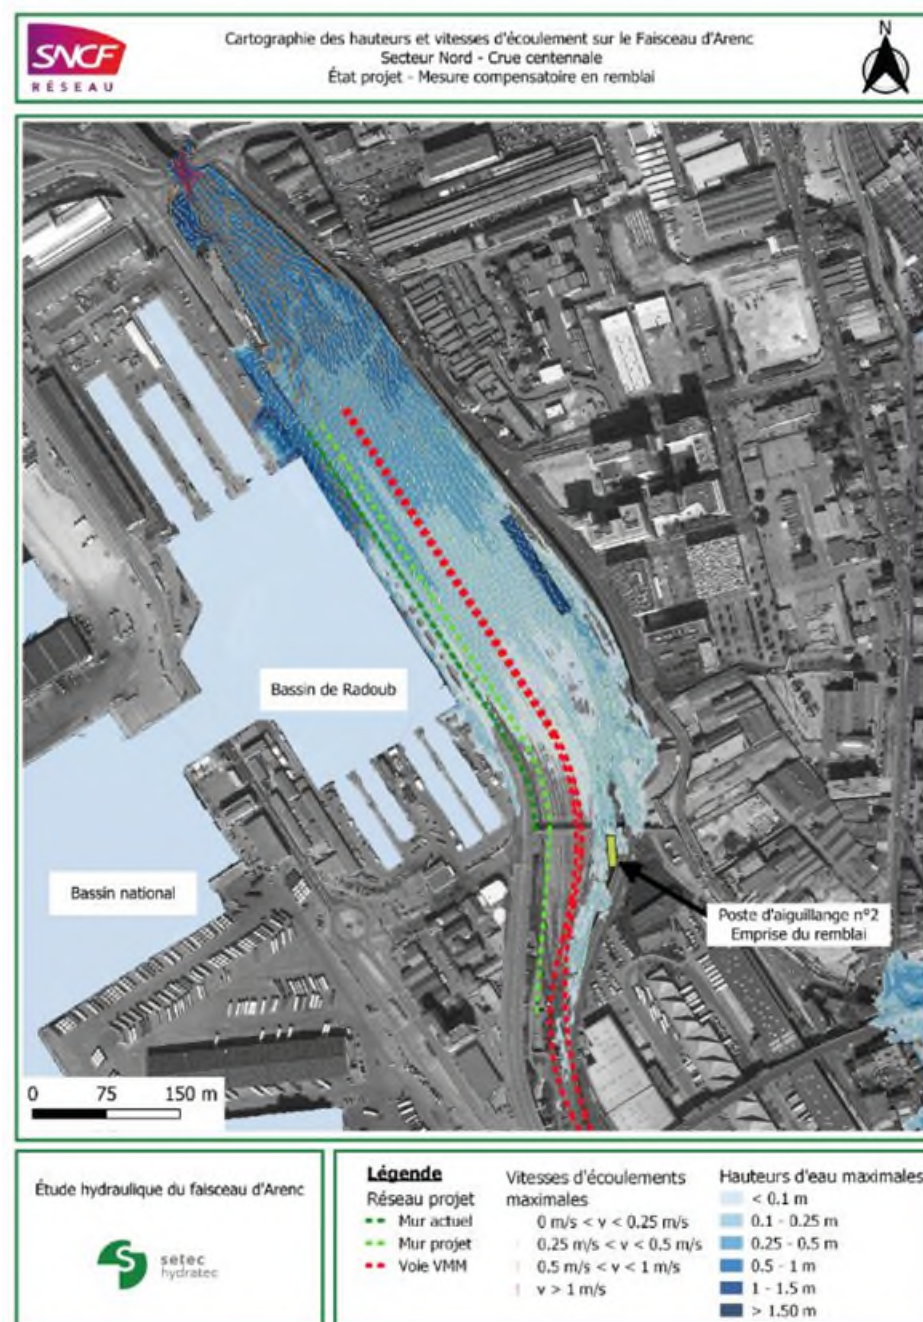 SNCF
RÉSEAU
Cartographie des hauteurs et vitesses d'écoulement sur le Faisceau d'Arenc
Secteur Nord - Crue centennale
État projet - Mesure compensatoire en remblai
N
Bassin de Radoub
Bassin national
Poste d'aiguillange n°2
Emprise du remblai
0 75 150 m
Étude hydraulique du faisceau d'Arenc
setec
hydratec
Légende
Réseau projet
Mur actuel
Mur projet
Voie VMM
Vitesses d'écoulements
maximales
0 m/s < v < 0.25 m/s
0.25 m/s < v < 0.5 m/s
0.5 m/s < v < 1 m/s
v > 1 m/s
Hauteurs d'eau maximales
< 0.1 m
0.1 - 0.25 m
0.25 - 0.5 m
0.5 - 1 m
1 - 1.5 m
> 1.50 m